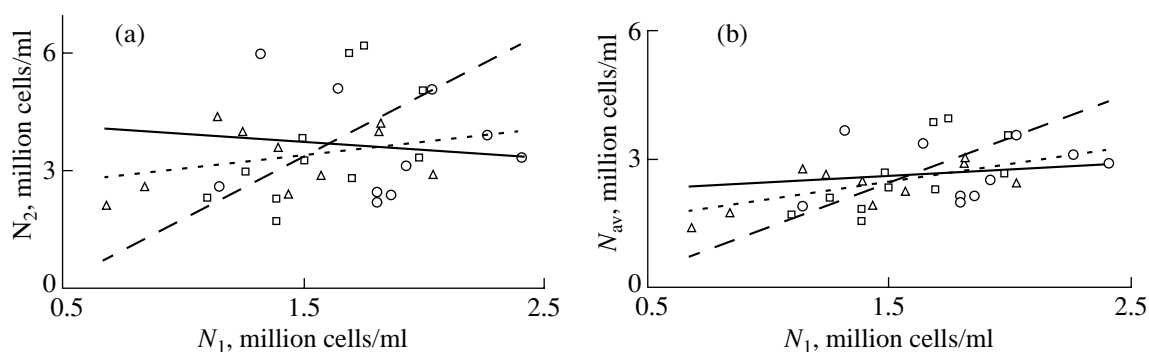 (a)
6
3
0
N₂, million cells/ml
0.5
1.5
2.5
N₁, million cells/ml
(b)
6
3
0
Nav, million cells/ml
0.5
1.5
2.5
N₁, million cells/ml